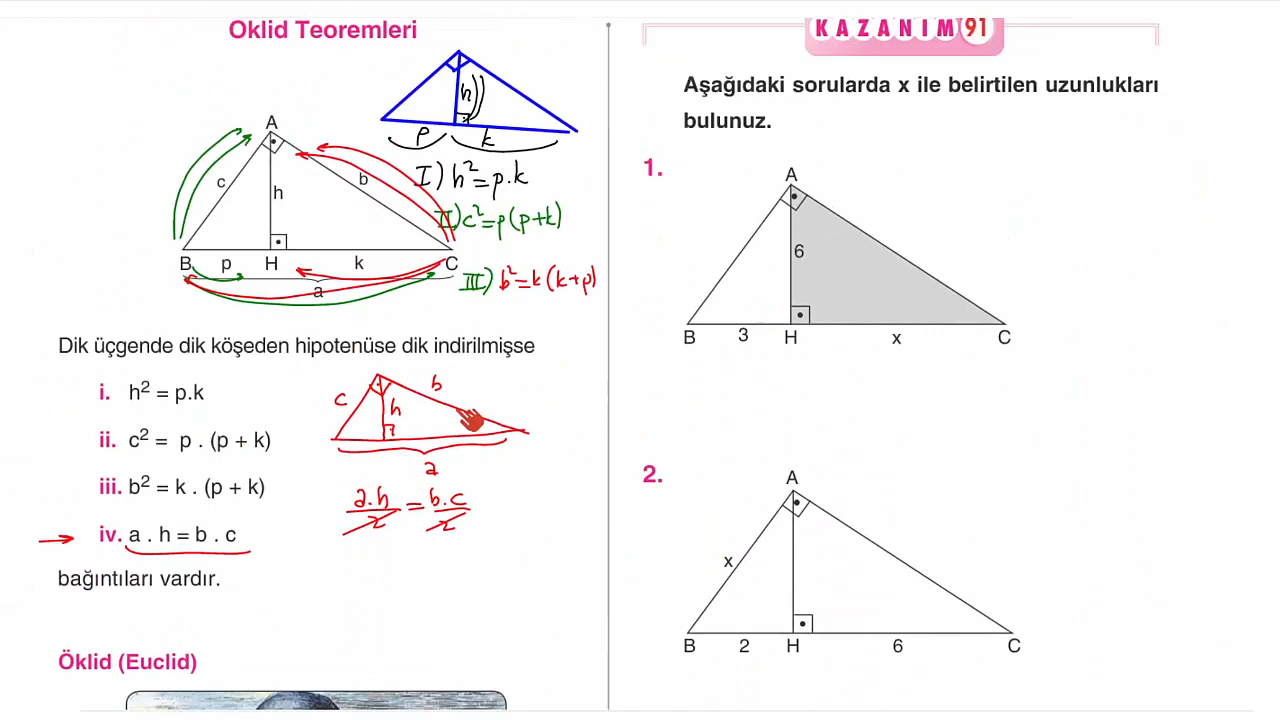 Oklid Teoremleri
h
p k
I) h²=p.k
II) c²=p(p+k)
III) b²=k(k+p)
A
c h b
B p H k C
a
Dik üçgende dik köşeden hipotenüse dik indirilmişse
i. h² = p.k
ii. c² = p . (p + k)
iii. b² = k . (p + k)
iv. a . h = b . c
bağıntıları vardır.
c h b
a
a.h/2 = b.c/2
Öklid (Euclid)
KAZANIM 91
Aşağıdaki sorularda x ile belirtilen uzunlukları
bulunuz.
1.
A
6
B 3 H x C
2.
A
x
B 2 H 6 C